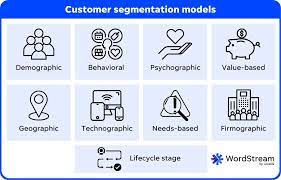 Customer segmentation models
Demographic
Behavioral
Psychographic
Value-based
Geographic
Technographic
Needs-based
Firmographic
Lifecycle stage
WordStream